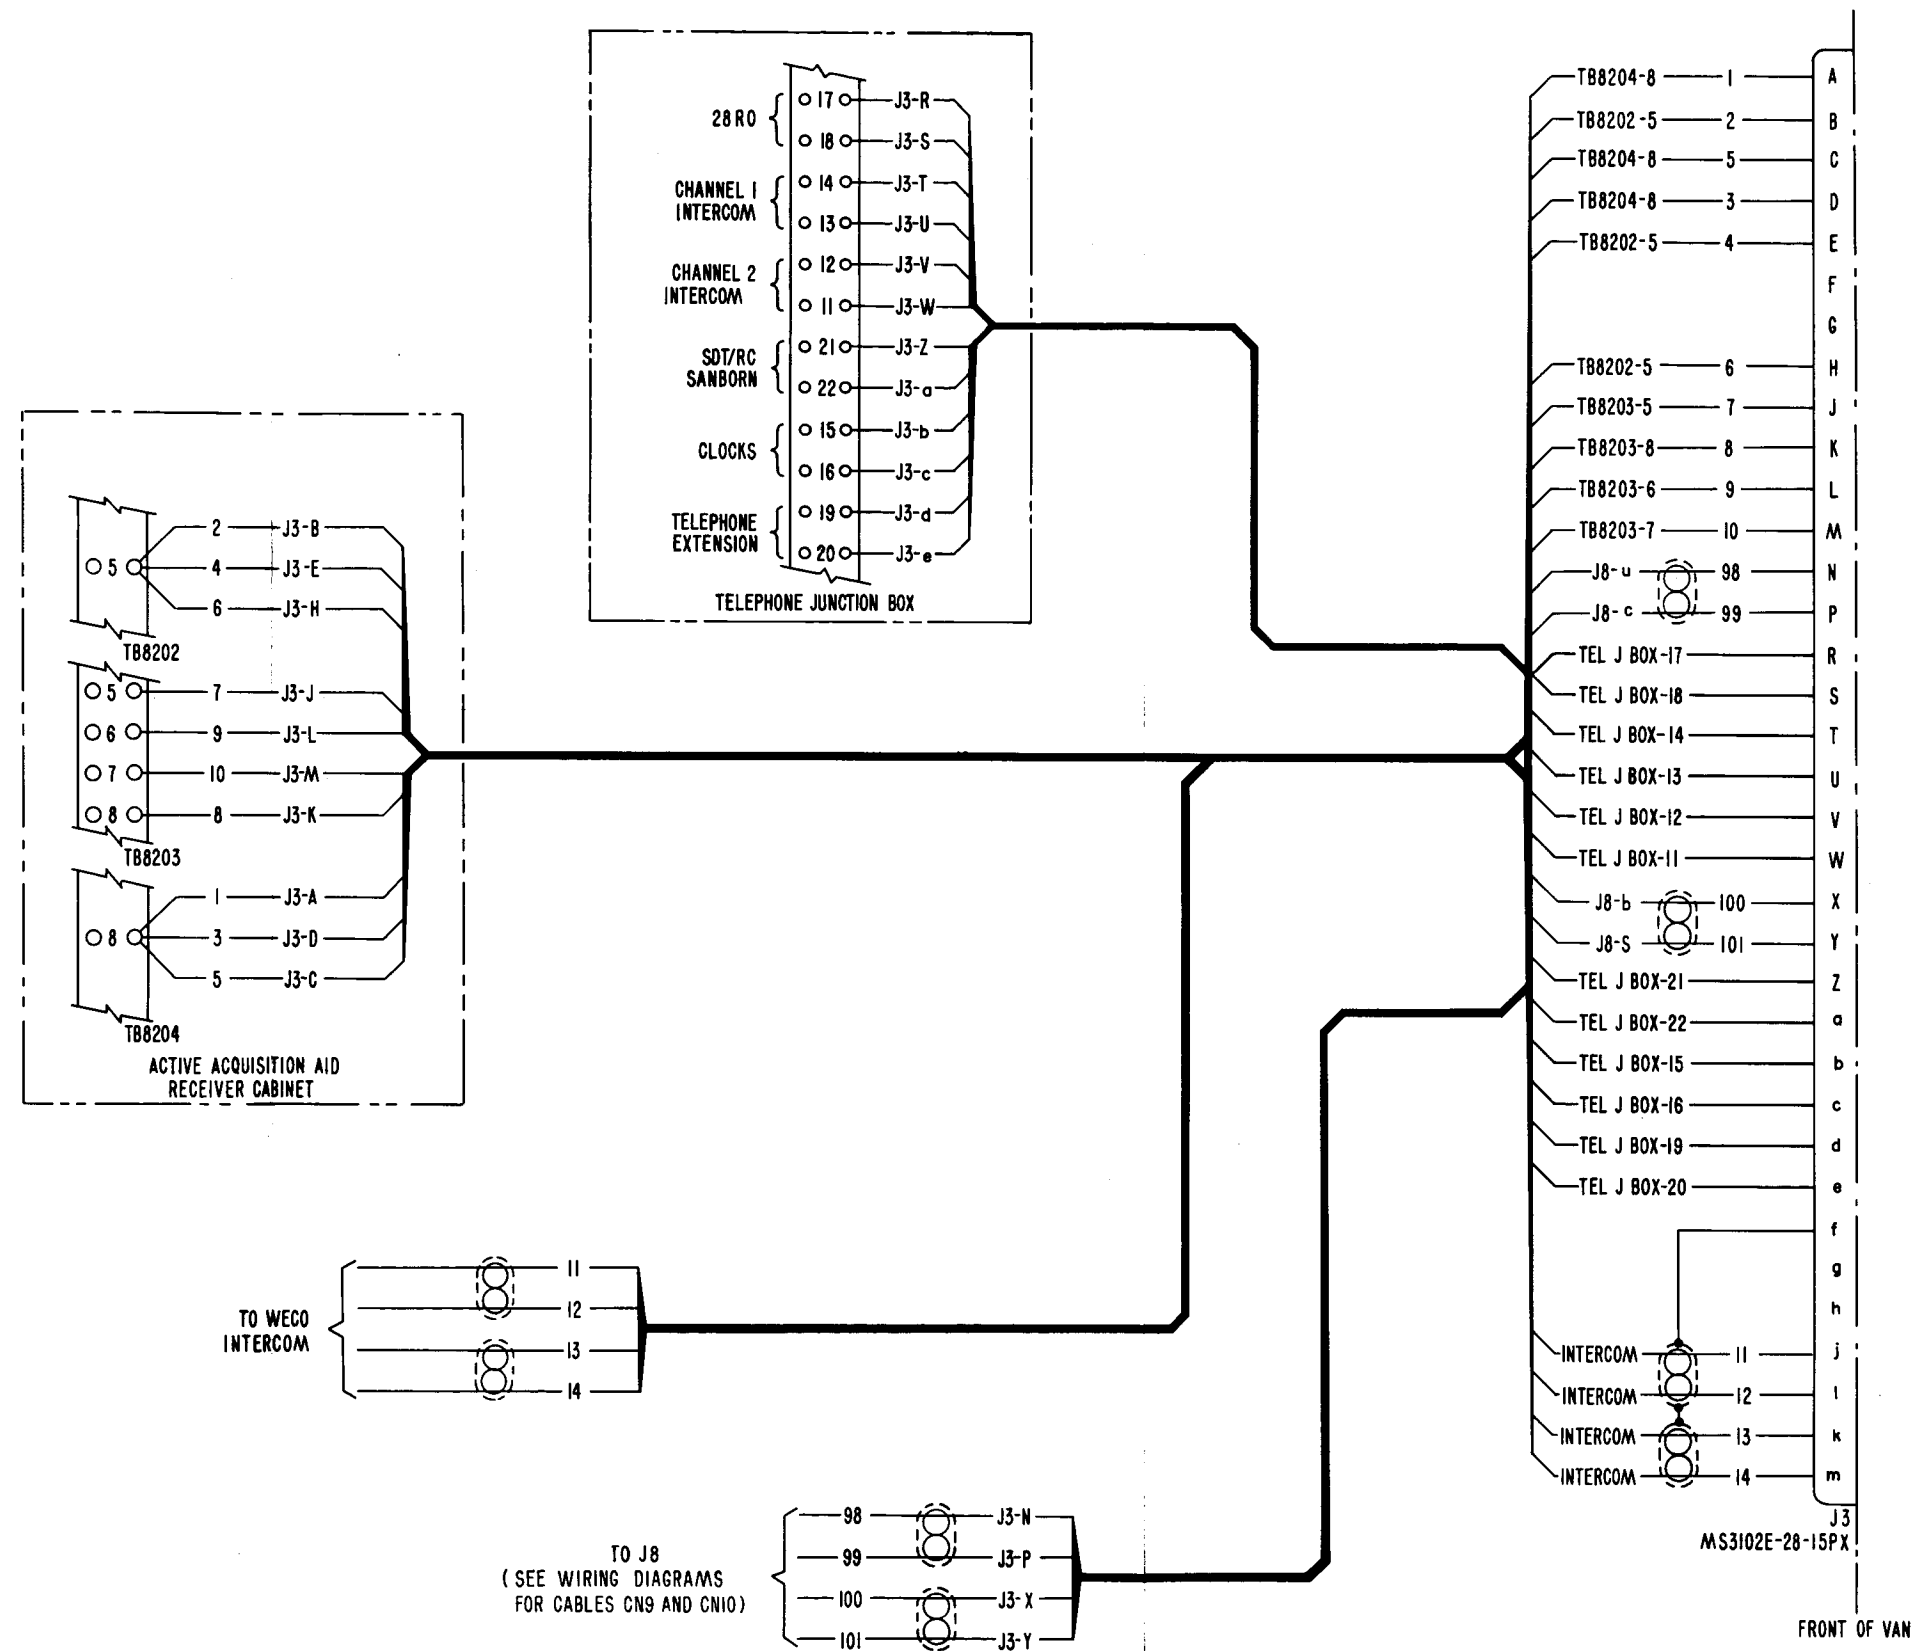 28 RO
17 J3-R
18 J3-S
CHANNEL 1
INTERCOM
14 J3-T
13 J3-U
CHANNEL 2
INTERCOM
12 J3-V
11 J3-W
SDT/RC
SANBORN
21 J3-Z
22 J3-a
CLOCKS
15 J3-b
16 J3-c
TELEPHONE
EXTENSION
19 J3-d
20 J3-e
TELEPHONE JUNCTION BOX
2 J3-B
5 4 J3-E
6 J3-H
TB8202
5 7 J3-J
6 9 J3-L
7 10 J3-M
8 8 J3-K
TB8203
1 J3-A
8 3 J3-D
5 J3-C
TB8204
ACTIVE ACQUISITION AID
RECEIVER CABINET
TO WECO
INTERCOM
11
12
13
14
TO J8
(SEE WIRING DIAGRAMS
FOR CABLES CN9 AND CN10)
98 J3-N
99 J3-P
100 J3-X
101 J3-Y
TB8204-8 1 A
TB8202-5 2 B
TB8204-8 5 C
TB8204-8 3 D
TB8202-5 4 E
F
G
TB8202-5 6 H
TB8203-5 7 J
TB8203-8 8 K
TB8203-6 9 L
TB8203-7 10 M
J8-u 98 N
J8-c 99 P
TEL J BOX-17 R
TEL J BOX-18 S
TEL J BOX-14 T
TEL J BOX-13 U
TEL J BOX-12 V
TEL J BOX-11 W
J8-b 100 X
J8-S 101 Y
TEL J BOX-21 Z
TEL J BOX-22 a
TEL J BOX-15 b
TEL J BOX-16 c
TEL J BOX-19 d
TEL J BOX-20 e
f
g
h
INTERCOM 11 j
INTERCOM 12 l
INTERCOM 13 k
INTERCOM 14 m
J3
MS3102E-28-15PX
FRONT OF VAN